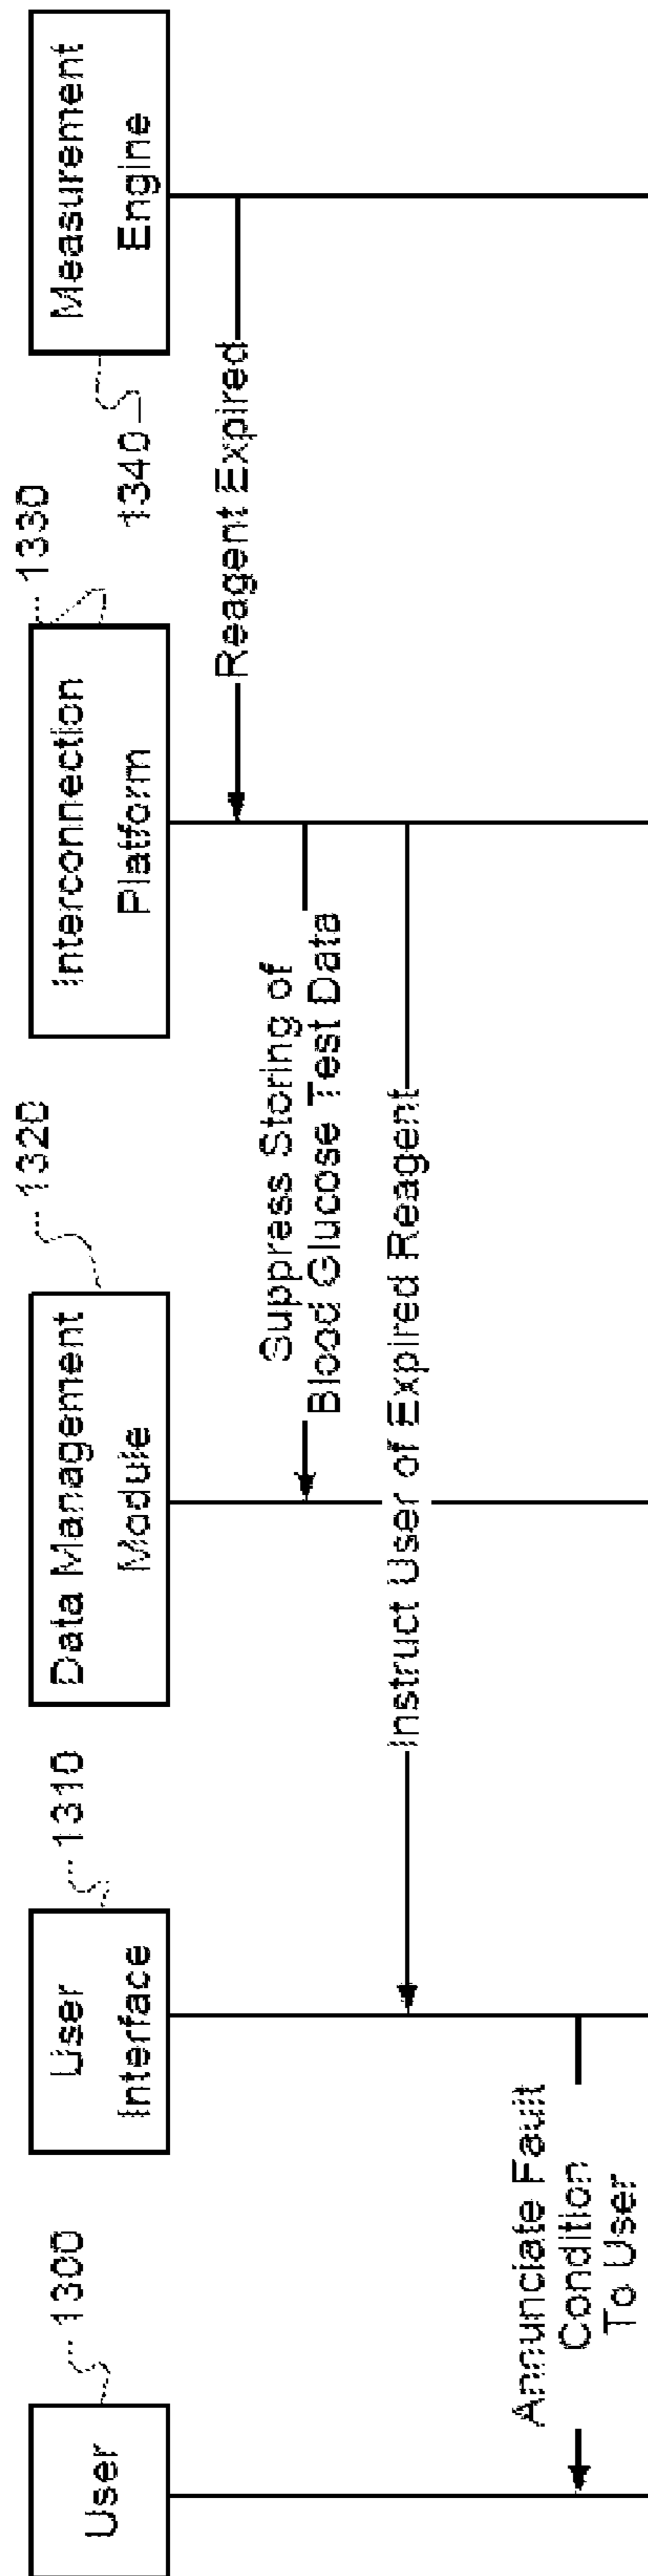 User
1300
User
Interface
1310
Data Management
Module
1320
Interconnection
Platform
1330
Measurement
Engine
1340
Reagent Expired
Suppress Storing of
Blood Glucose Test Data
Instruct User of Expired Reagent
Annunciate Fault
Condition
To User